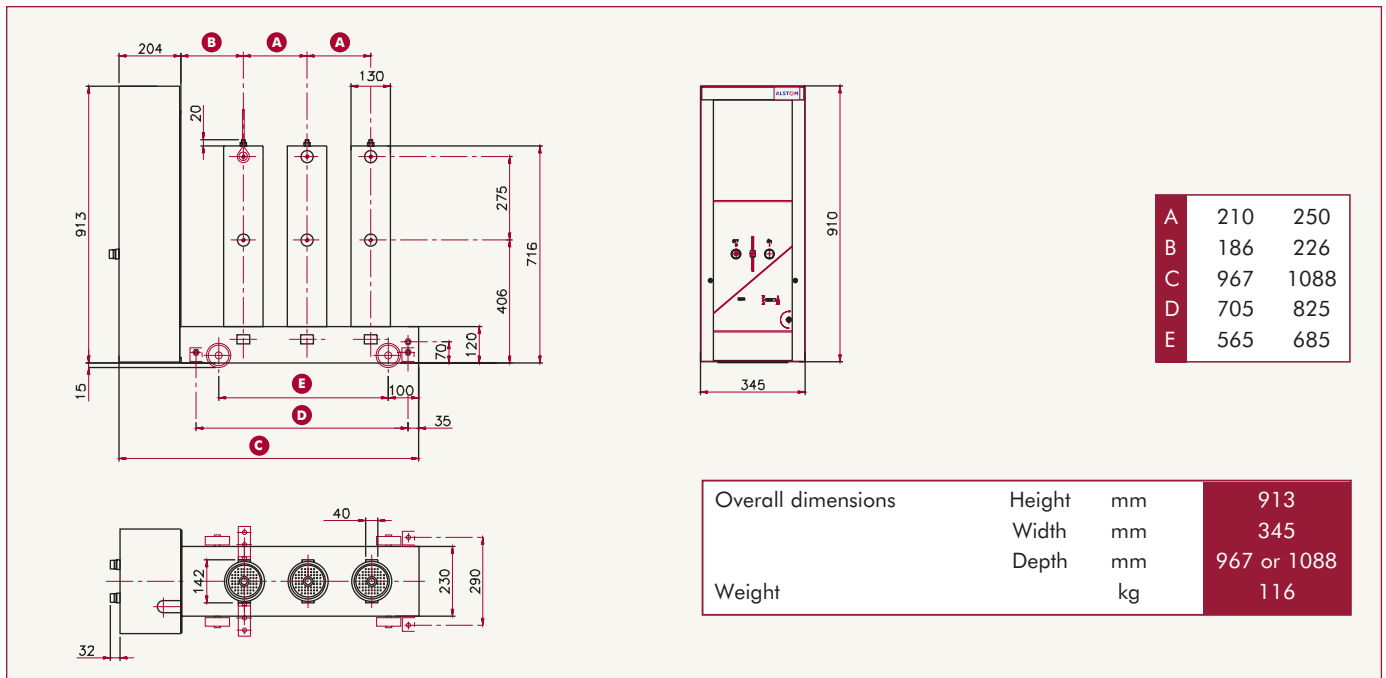 204
B
A
A
130
20
913
275
716
406
120
70
15
E
100
D
35
C
ALSTOM
910
345
A 210 250
B 186 226
C 967 1088
D 705 825
E 565 685
40
142
230
290
32
Overall dimensions Height mm 913
Width mm 345
Depth mm 967 or 1088
Weight kg 116